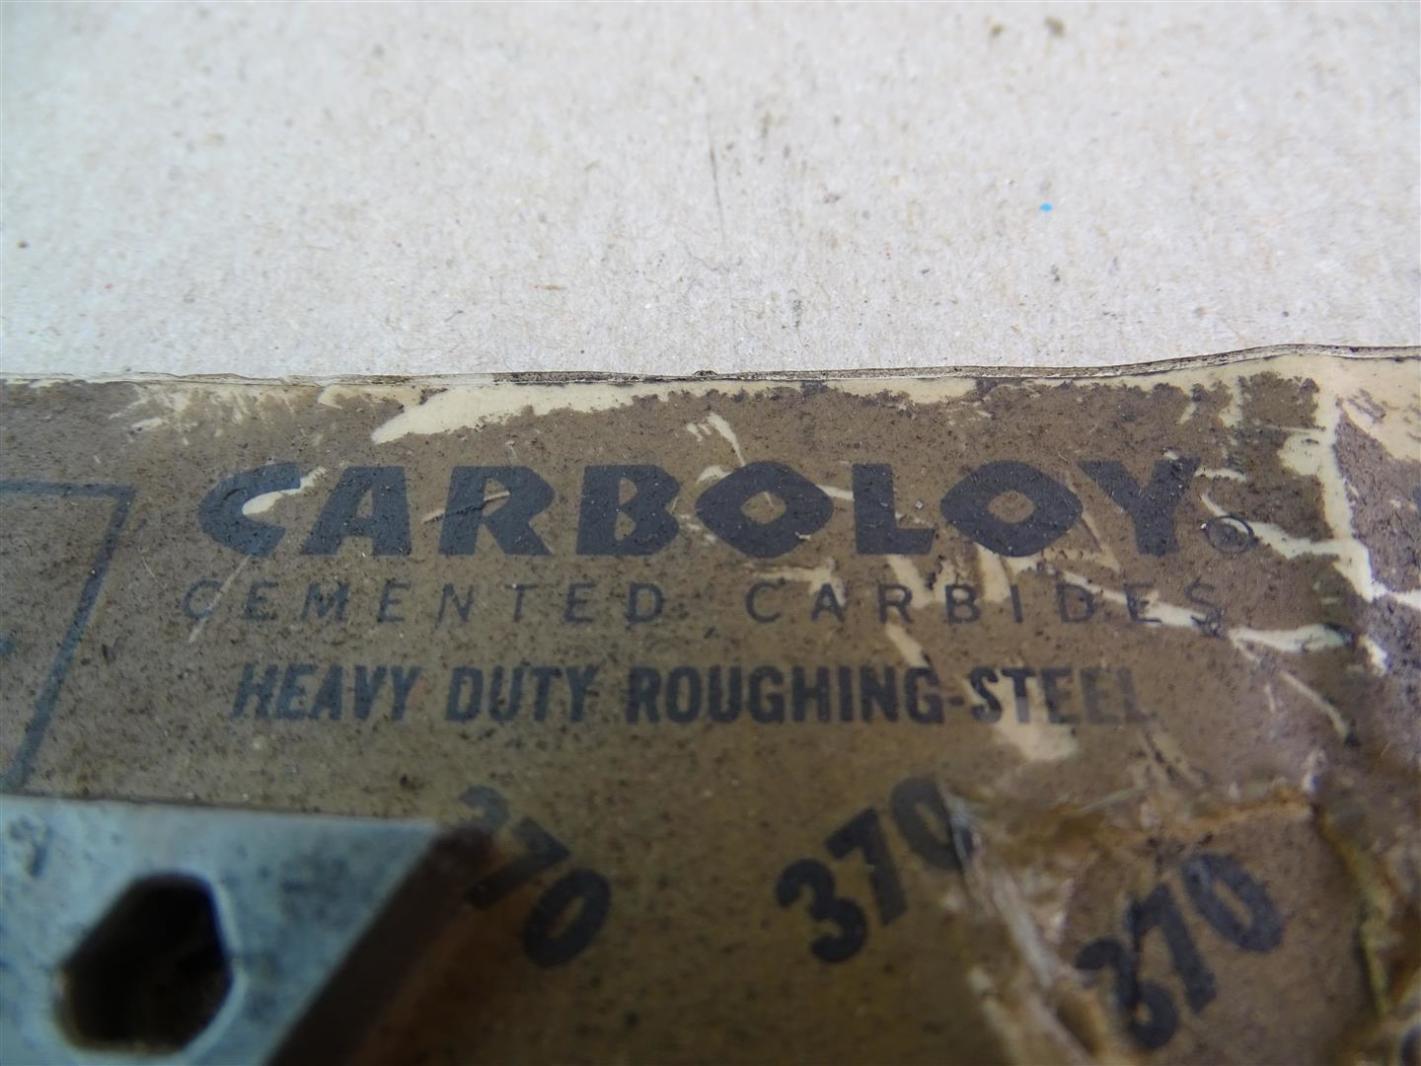 CARBOLOY®
CEMENTED CARBIDES
HEAVY DUTY ROUGHING-STEEL
370
370
370